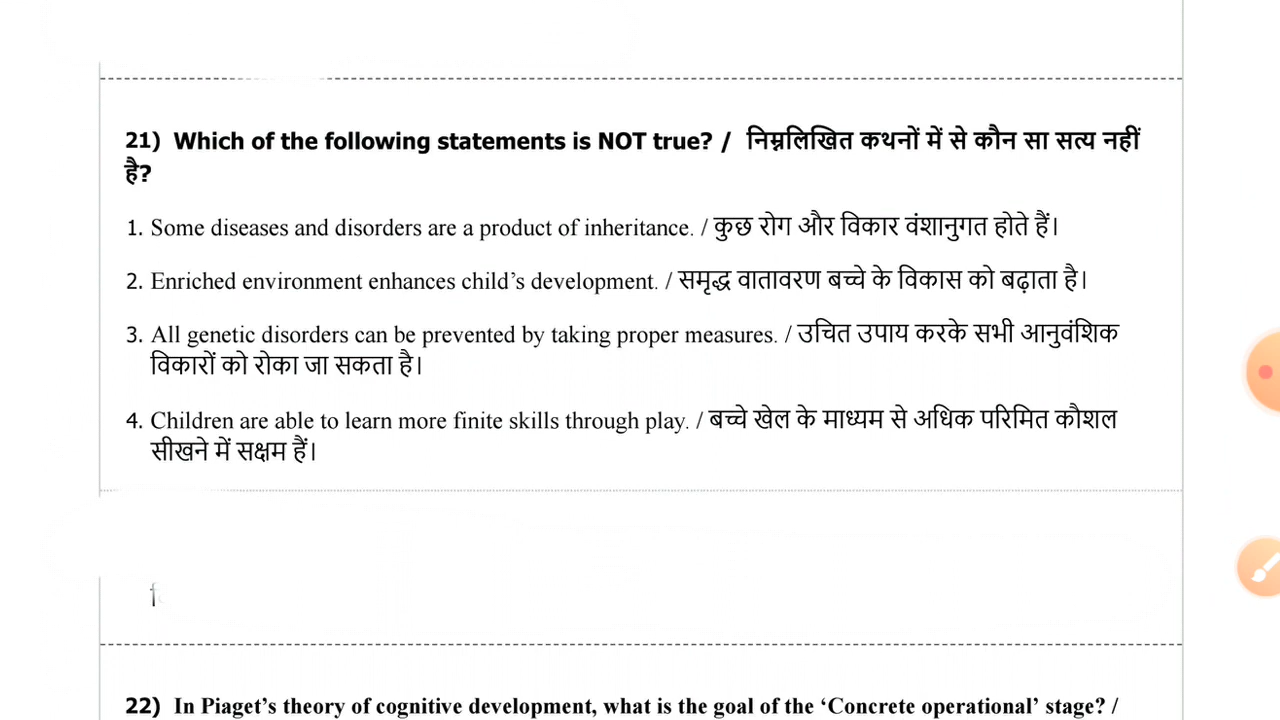 21) Which of the following statements is NOT true? / निम्नलिखित कथनों में से कौन सा सत्य नहीं
है?
1. Some diseases and disorders are a product of inheritance. / कुछ रोग और विकार वंशानुगत होते हैं।
2. Enriched environment enhances child’s development. / समृद्ध वातावरण बच्चे के विकास को बढ़ाता है।
3. All genetic disorders can be prevented by taking proper measures. / उचित उपाय करके सभी आनुवंशिक
विकारों को रोका जा सकता है।
4. Children are able to learn more finite skills through play. / बच्चे खेल के माध्यम से अधिक परिमित कौशल
सीखने में सक्षम हैं।
22) In Piaget’s theory of cognitive development, what is the goal of the ‘Concrete operational’ stage? /